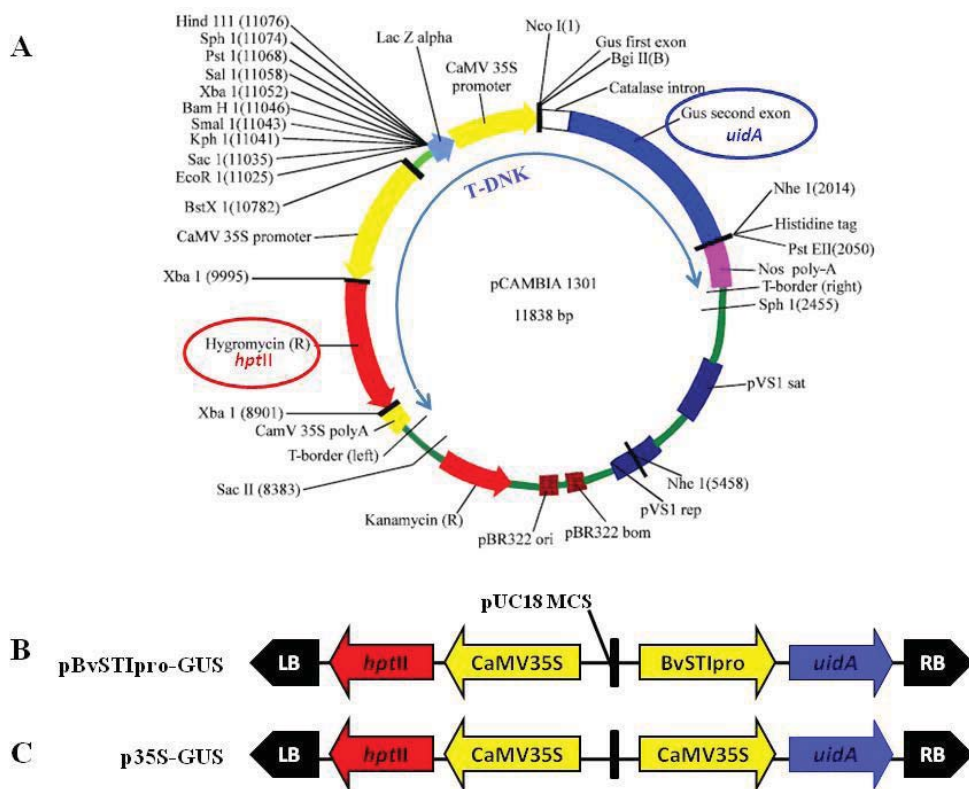 A
Hind 111 (11076)
Sph 1(11074)
Pst 1(11068)
Sal 1(11058)
Xba 1(11052)
Bam H 1(11046)
Smal 1(11043)
Kph 1(11041)
Sac 1(11035)
EcoR 1(11025)
BstX 1(10782)
CaMV 35S promoter
Xba 1 (9995)
Hygromycin (R)
hptII
Xba 1 (8901)
CamV 35S polyA
T-border (left)
Sac II (8383)
Kanamycin (R)
pBR322 ori
pBR322 bom
pVS1 rep
Nhe 1(5458)
pVS1 sat
Sph 1(2455)
T-border (right)
Nos poly-A
Pst EII(2050)
Histidine tag
Nhe 1(2014)
Gus second exon
uidA
Catalase intron
Bgi II(B)
Gus first exon
Nco I(1)
CaMV 35S
promoter
Lac Z alpha
T-DNK
pCAMBIA 1301
11838 bp
pUC18 MCS
B
pBvSTIpro-GUS
LB hptII CaMV35S BvSTIpro uidA RB
C
p35S-GUS
LB hptII CaMV35S CaMV35S uidA RB